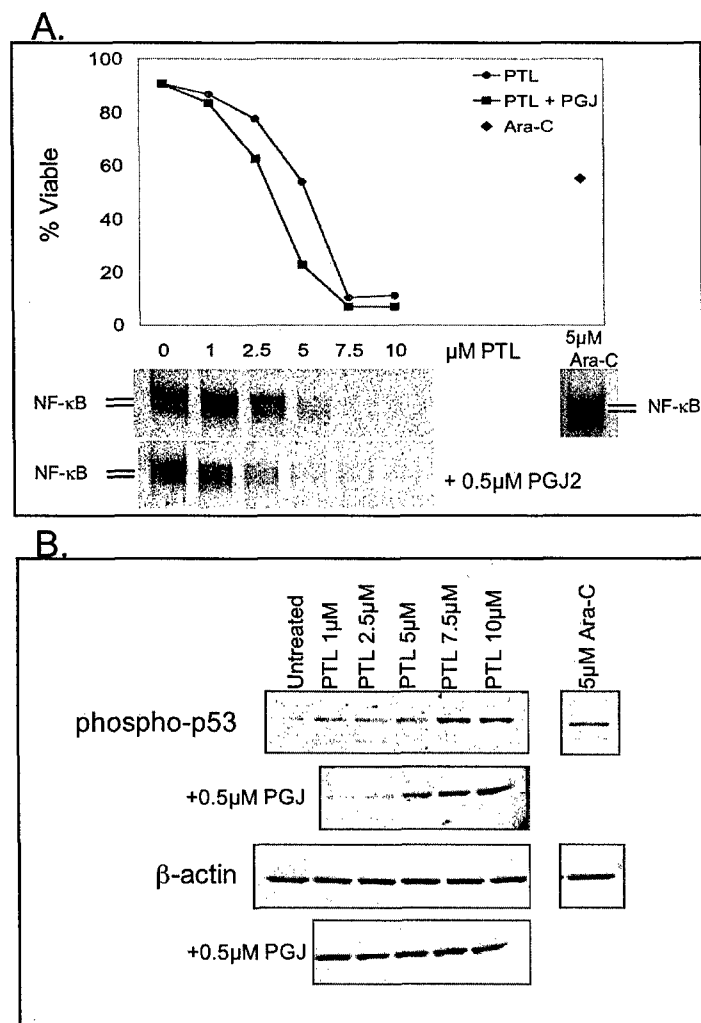 A.
100
80
60
40
20
0
% Viable
PTL
PTL + PGJ
Ara-C
0 1 2.5 5 7.5 10 µM PTL
5µM
Ara-C
NF-κB
NF-κB
NF-κB
+ 0.5µM PGJ2
B.
Untreated
PTL 1µM
PTL 2.5µM
PTL 5µM
PTL 7.5µM
PTL 10µM
5µM Ara-C
phospho-p53
+0.5µM PGJ
β-actin
+0.5µM PGJ